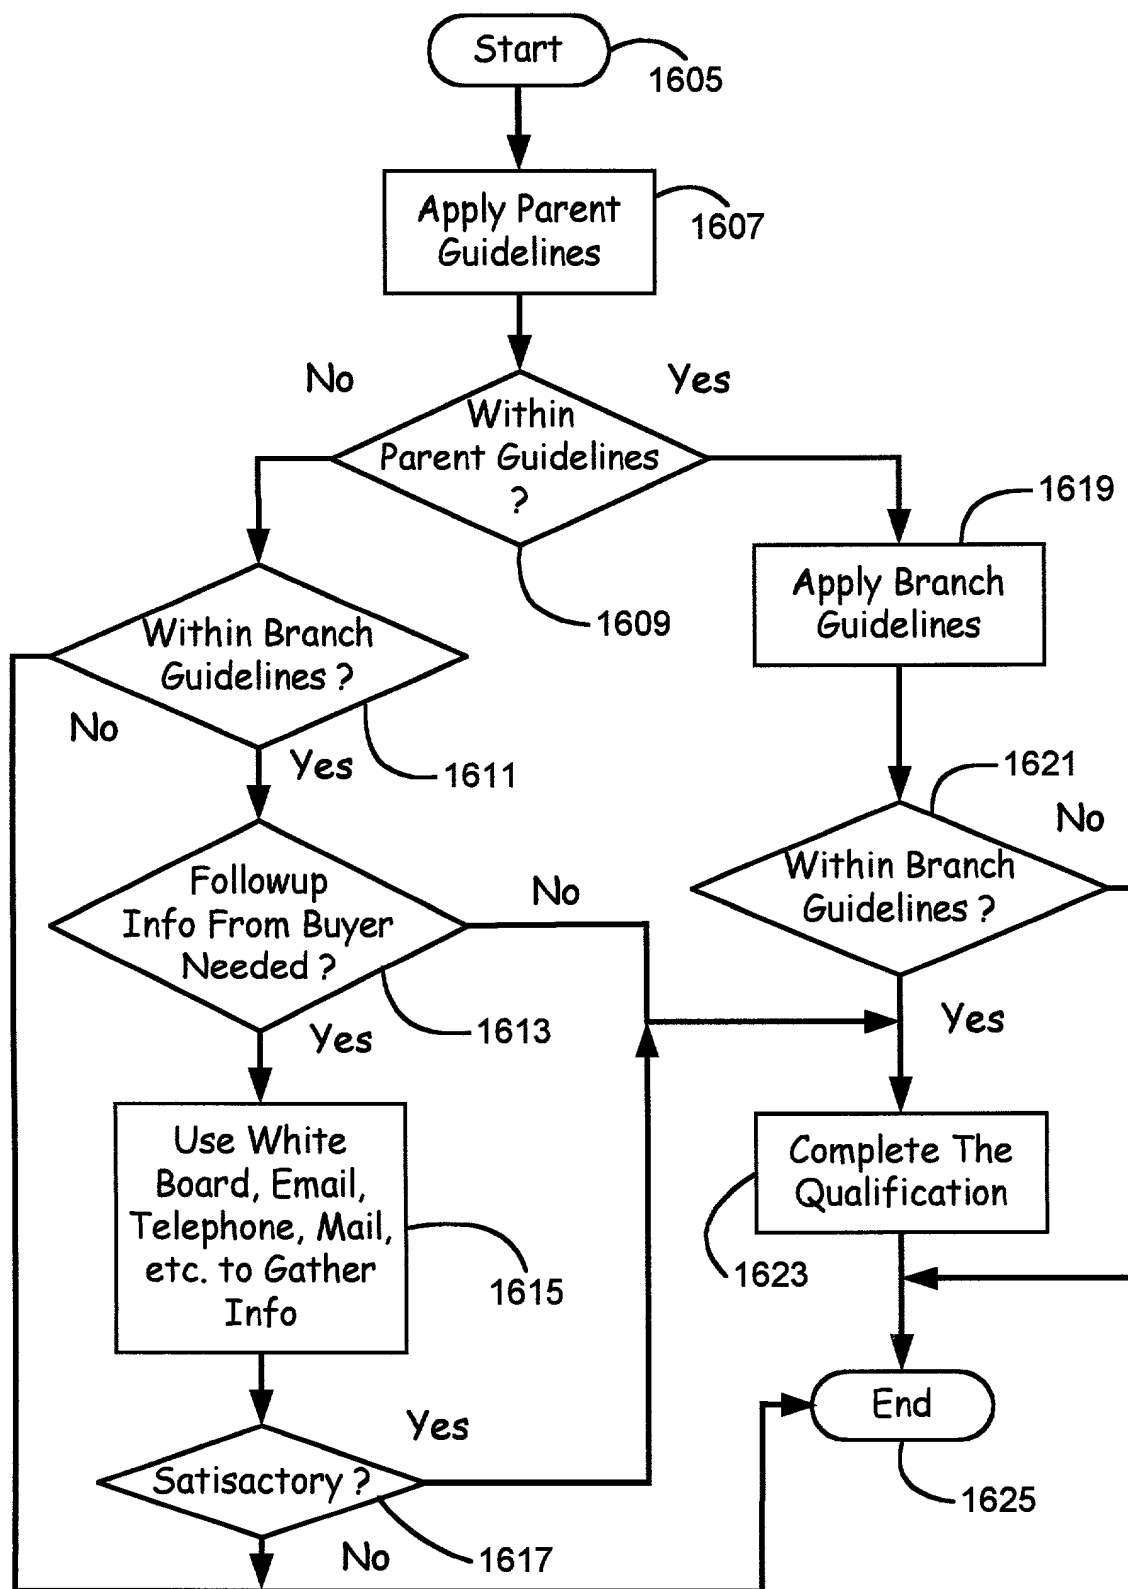 Start
1605
Apply Parent
Guidelines
1607
No
Yes
Within
Parent Guidelines
?
1609
1619
Apply Branch
Guidelines
Within Branch
Guidelines ?
No
Yes
1611
1621
No
Within Branch
Guidelines ?
Followup
Info From Buyer
Needed ?
No
Yes
1613
Yes
Use White
Board, Email,
Telephone, Mail,
etc. to Gather
Info
1615
Complete The
Qualification
1623
Satisactory ?
Yes
No
1617
End
1625